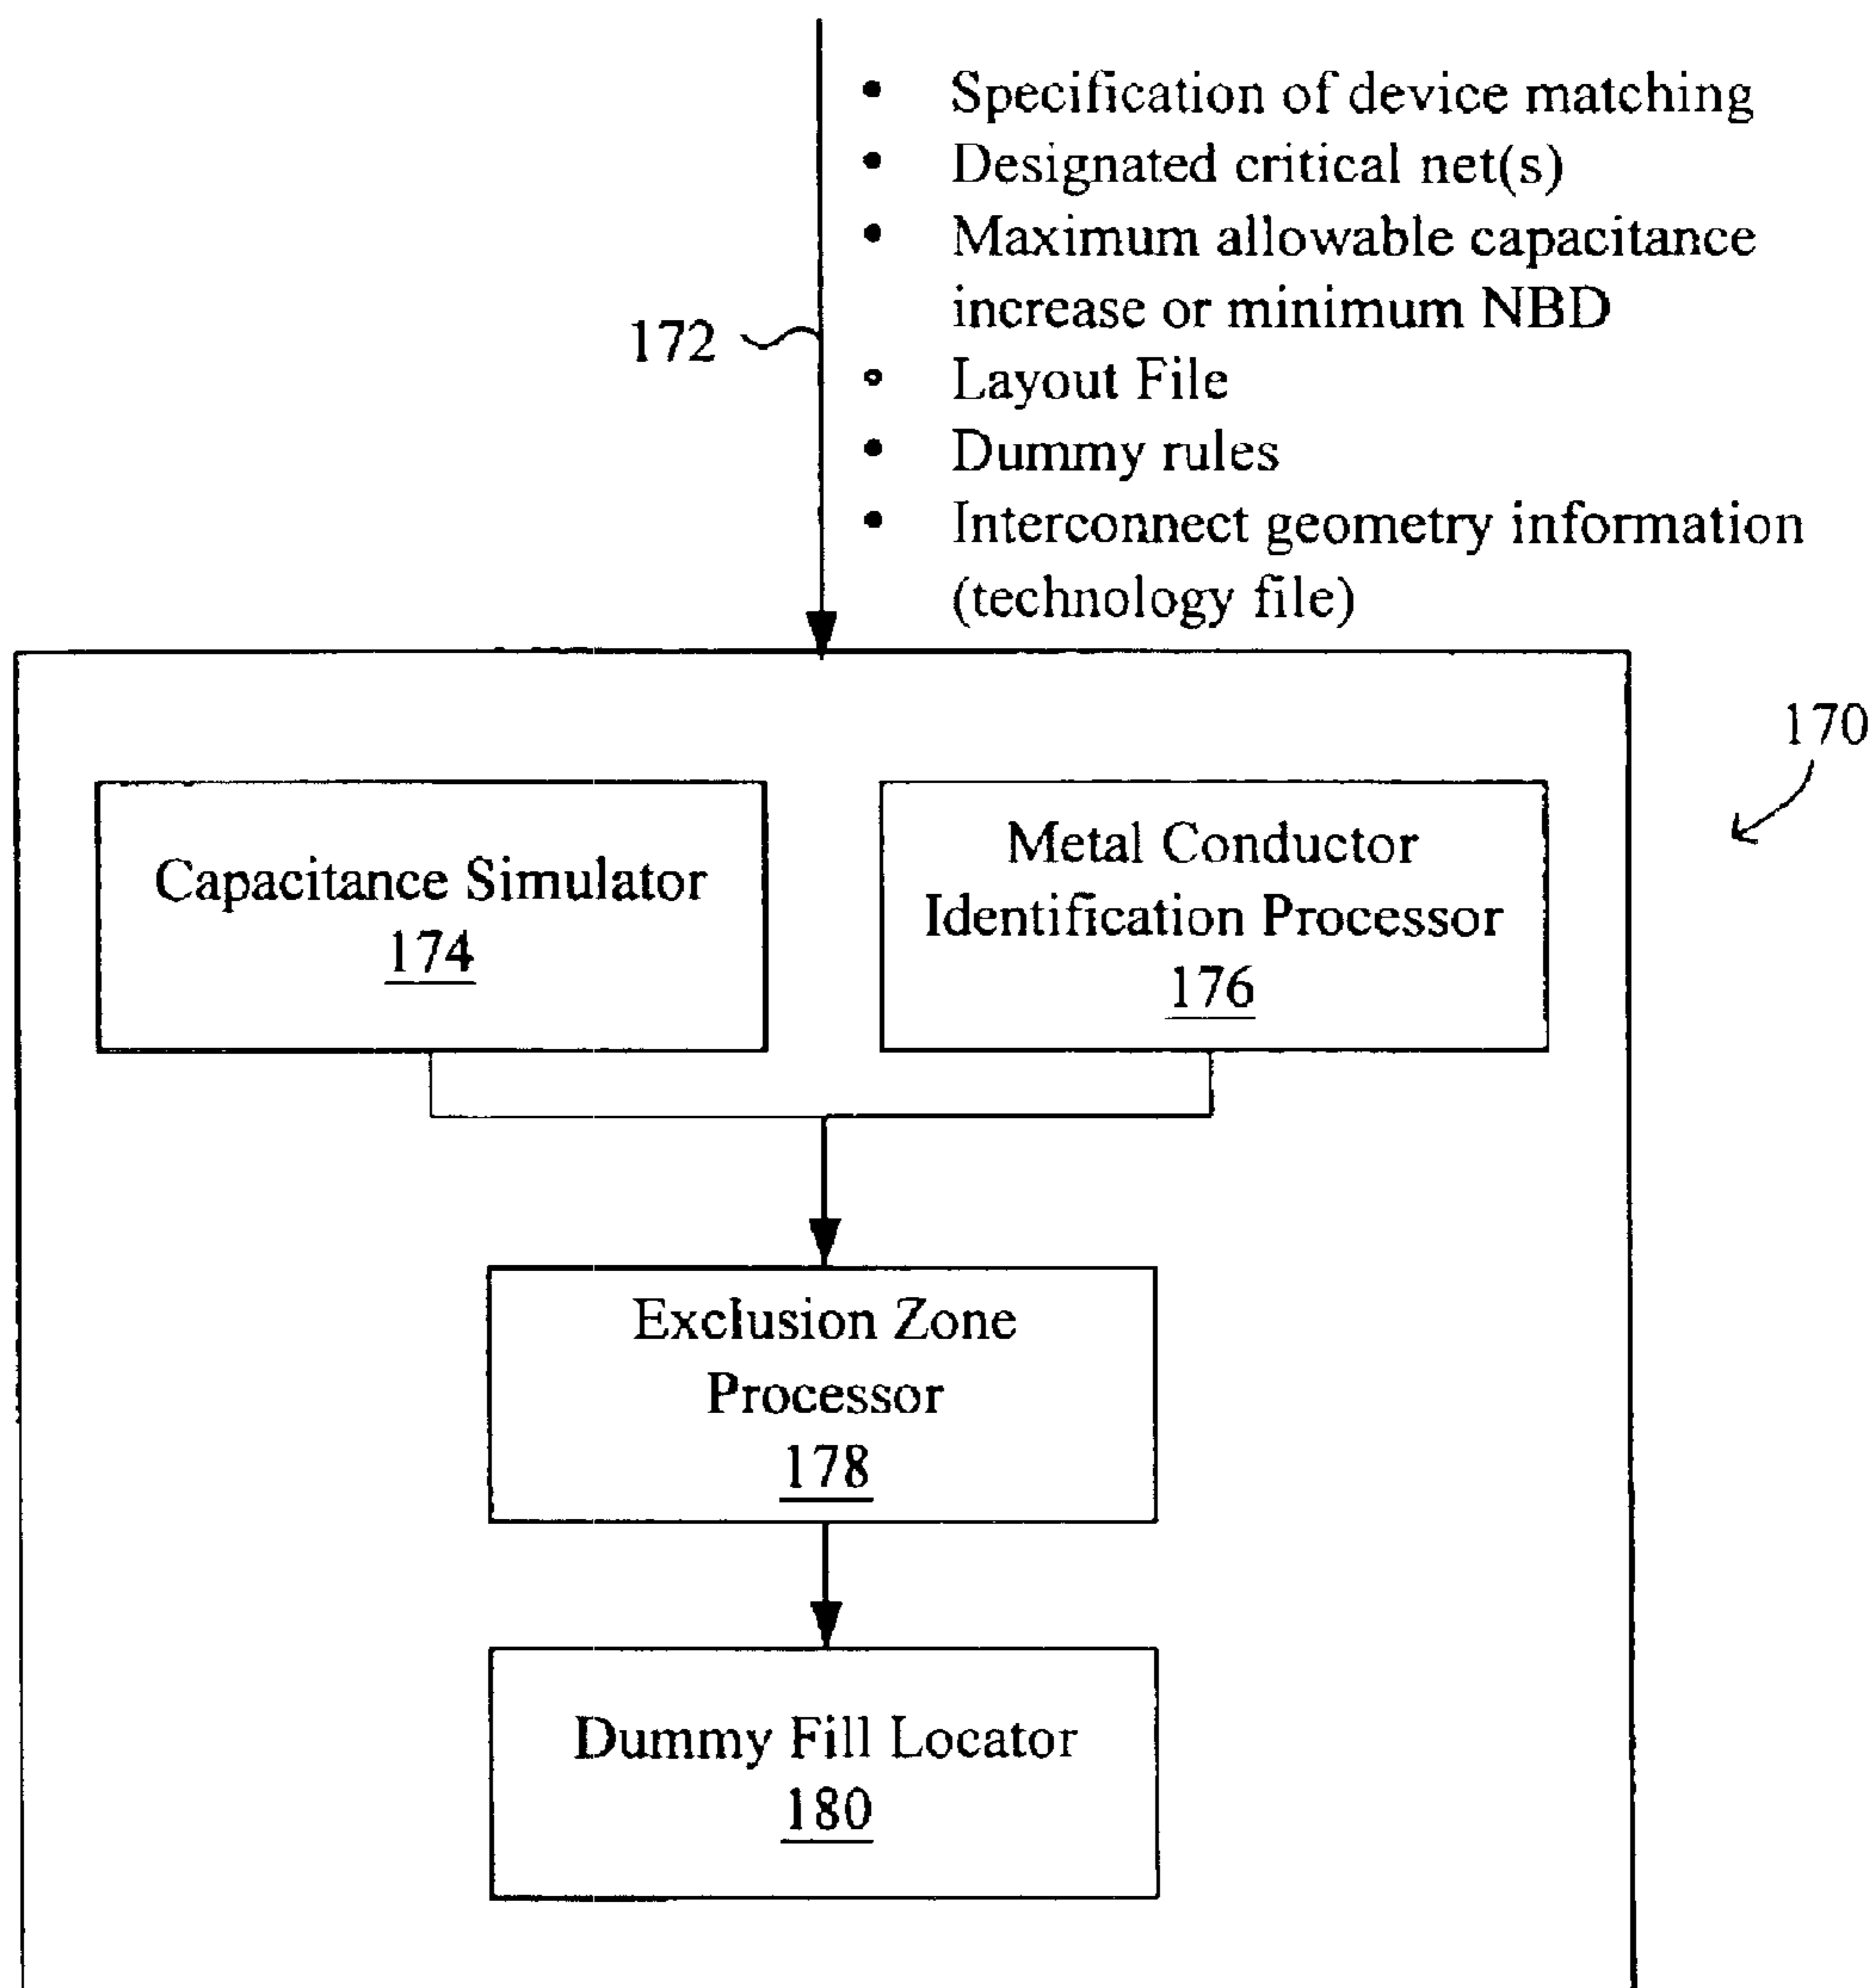 • Specification of device matching
• Designated critical net(s)
• Maximum allowable capacitance
increase or minimum NBD
172
• Layout File
• Dummy rules
• Interconnect geometry information
(technology file)
170
Capacitance Simulator
174
Metal Conductor
Identification Processor
176
Exclusion Zone
Processor
178
Dummy Fill Locator
180